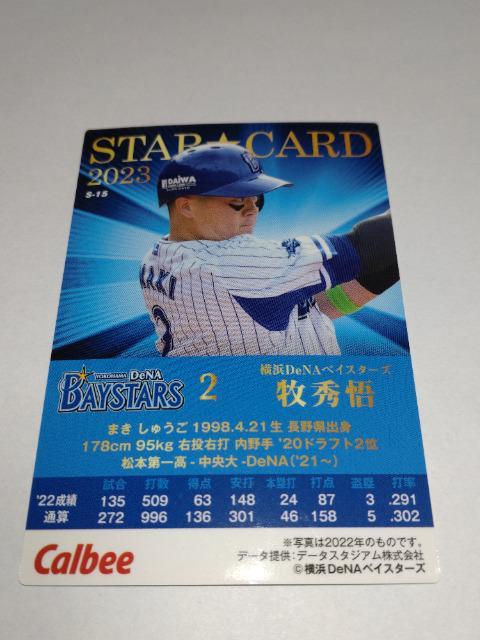 STAR★CARD
2023
S-15
DAIWA
MAKI
YOKOHAMA DeNA
BAYSTARS
2
横浜DeNAベイスターズ
牧秀悟
まき しゅうご 1998.4.21生 長野県出身
178cm 95kg 右投右打 内野手 '20ドラフト2位
松本第一高 - 中央大 -DeNA('21〜)
試合 打数 得点 安打 本塁打 打点 盗塁 打率
'22成績 135 509 63 148 24 87 3 .291
通算 272 996 136 301 46 158 5 .302
Calbee
※写真は2022年のものです。
データ提供：データスタジアム株式会社
©横浜DeNAベイスターズ